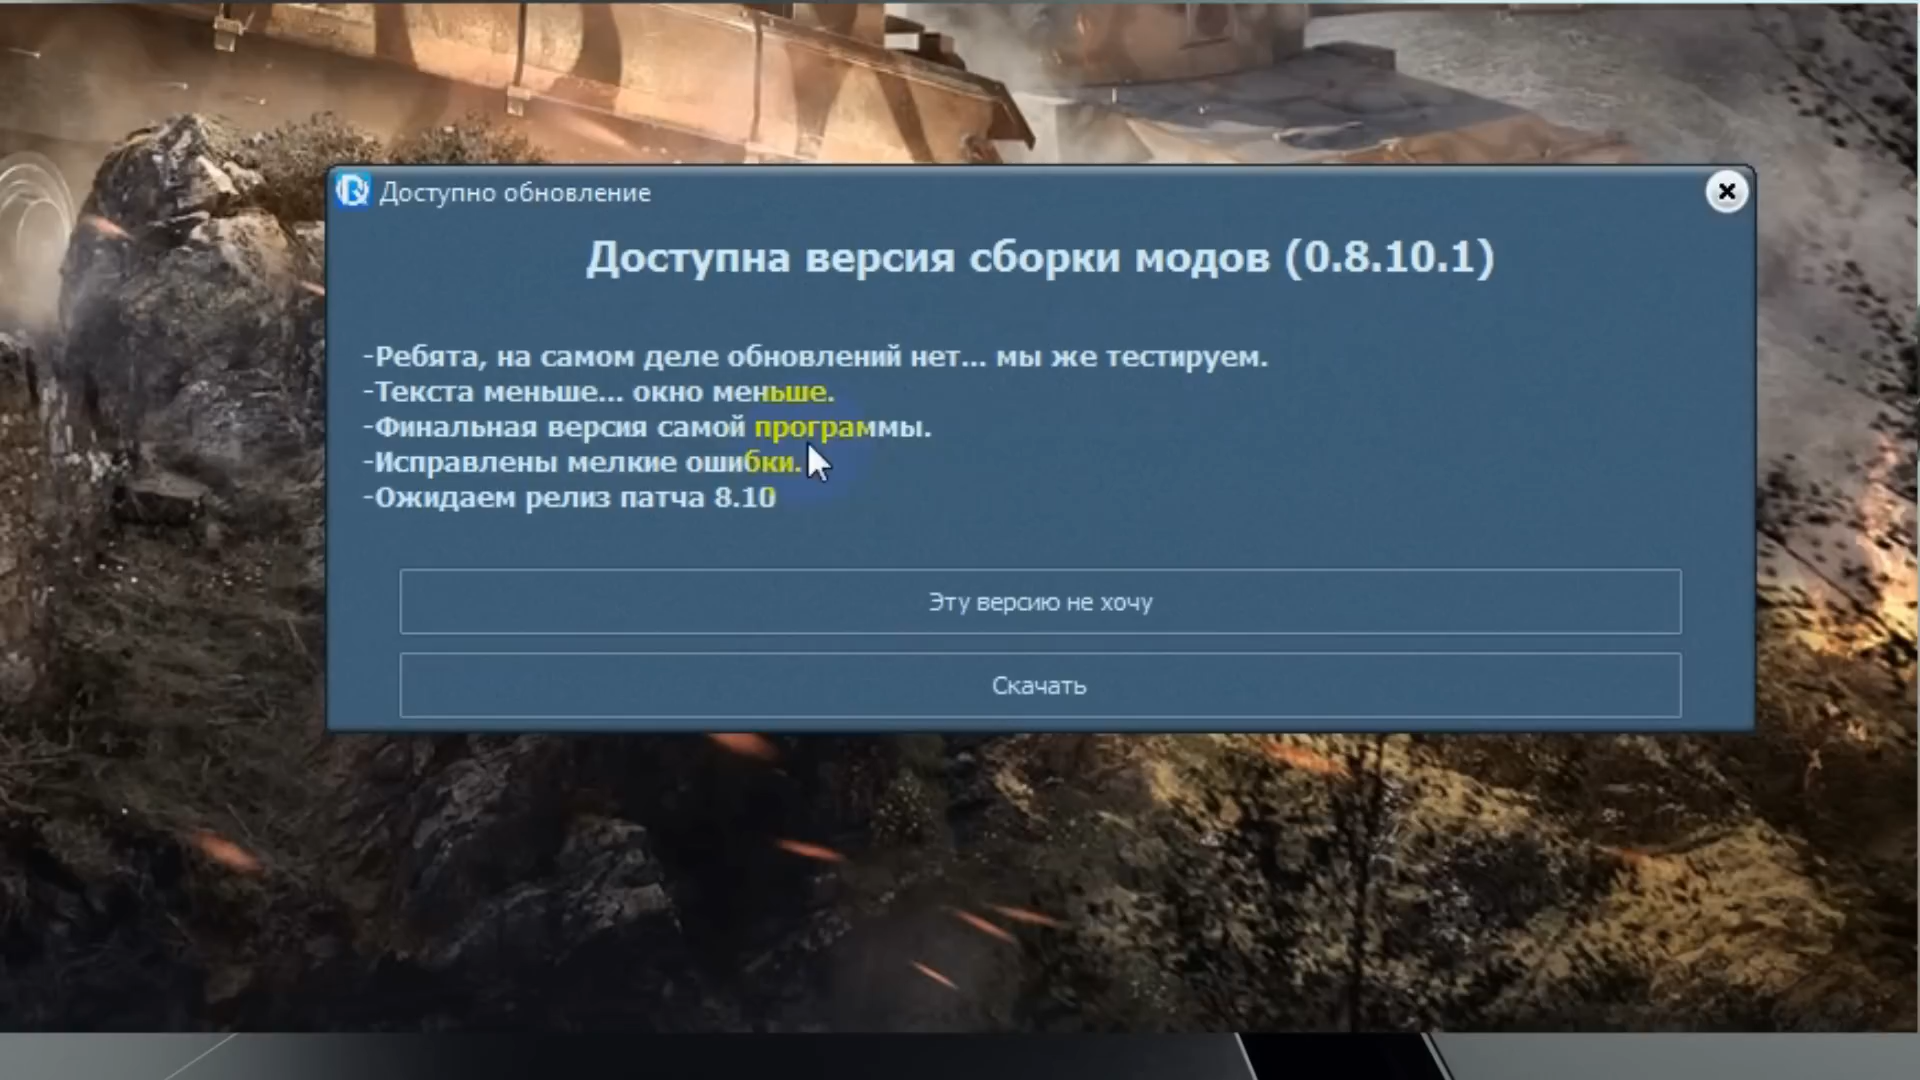 Доступно обновление
Доступна версия сборки модов (0.8.10.1)
-Ребята, на самом деле обновлений нет... мы же тестируем.
-Текста меньше... окно меньше.
-Финальная версия самой программы.
-Исправлены мелкие ошибки.
-Ожидаем релиз патча 8.10
Эту версию не хочу
Скачать